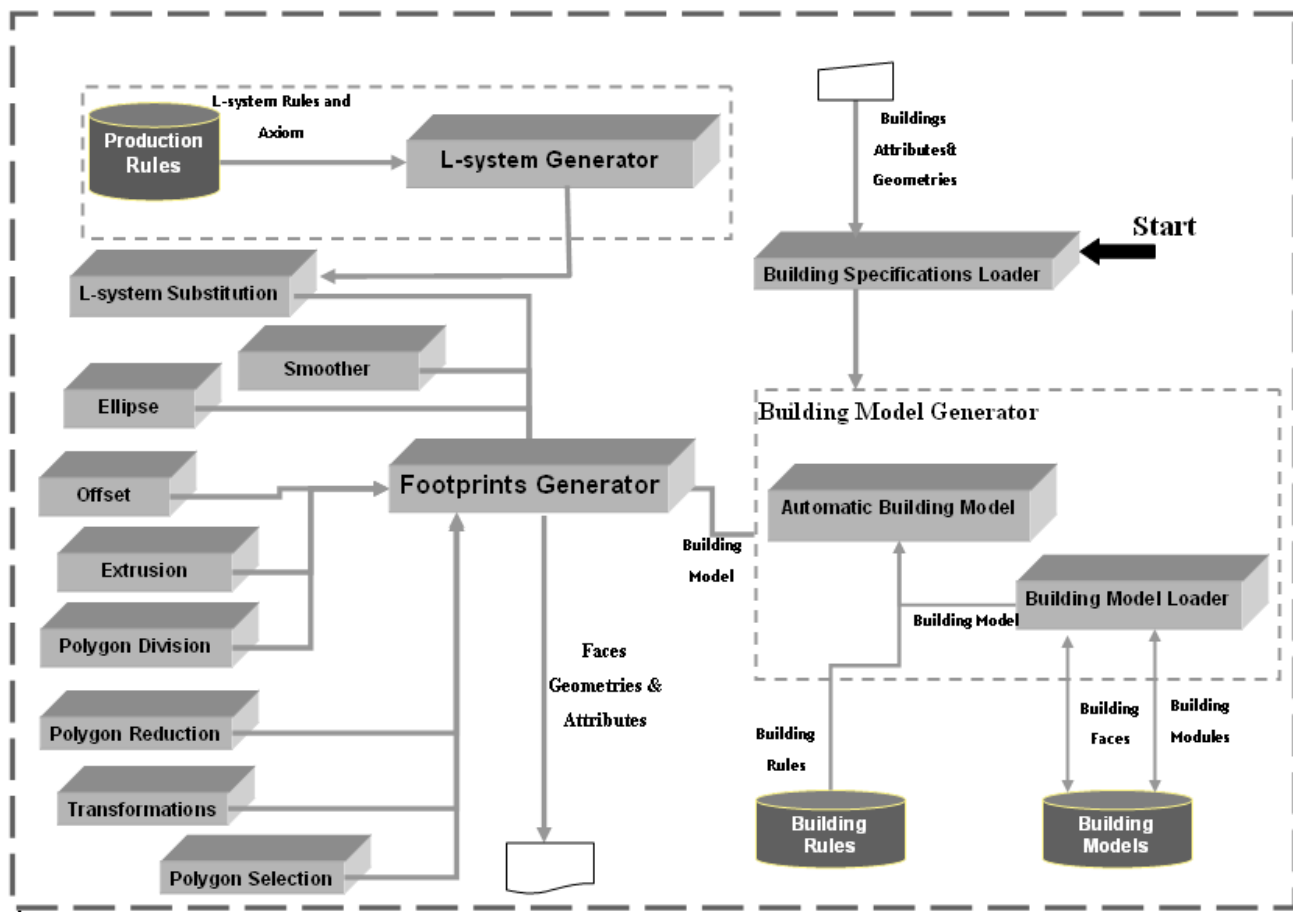 L-system Rules and
Axiom
Production
Rules
L-system Generator
Buildings
Attributes&
Geometries
Start
Building Specifications Loader
L-system Substitution
Smoother
Ellipse
Building Model Generator
Footprints Generator
Offset
Automatic Building Model
Building
Model
Extrusion
Building Model Loader
Building Model
Polygon Division
Faces
Geometries &
Attributes
Polygon Reduction
Building
Rules
Building
Faces
Building
Modules
Transformations
Building
Rules
Building
Models
Polygon Selection